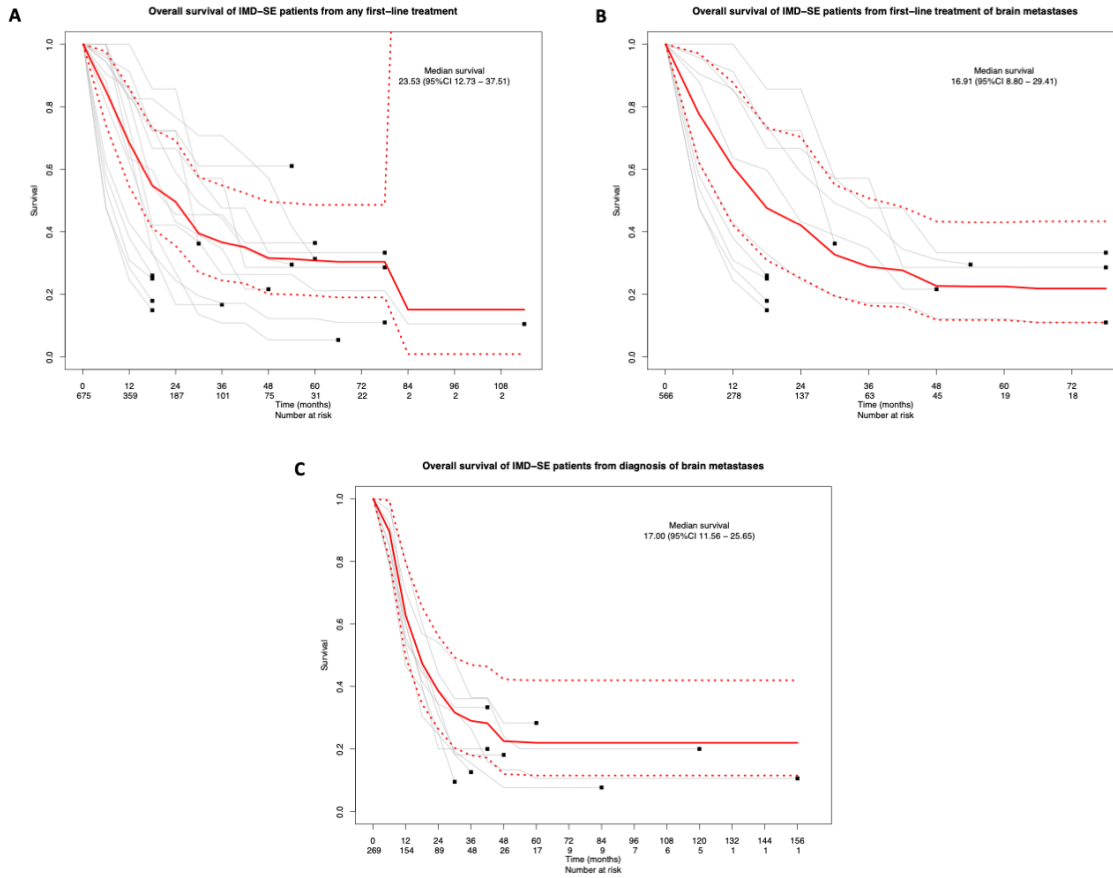 A
Overall survival of IMD−SE patients from any first−line treatment
Median survival
23.53 (95%CI 12.73 − 37.51)
Survival
1.0
0.8
0.6
0.4
0.2
0.0
0 12 24 36 48 60 72 84 96 108
675 359 187 101 75 31 22 2 2 2
Time (months)
Number at risk
B
Overall survival of IMD−SE patients from first−line treatment of brain metastases
Median survival
16.91 (95%CI 8.80 − 29.41)
Survival
1.0
0.8
0.6
0.4
0.2
0.0
0 12 24 36 48 60 72
566 278 137 63 45 19 18
Time (months)
Number at risk
C
Overall survival of IMD−SE patients from diagnosis of brain metastases
Median survival
17.00 (95%CI 11.56 − 25.65)
Survival
1.0
0.8
0.6
0.4
0.2
0.0
0 12 24 36 48 60 72 84 96 108 120 132 144 156
269 154 89 48 26 17 9 9 7 6 5 1 1 1
Time (months)
Number at risk